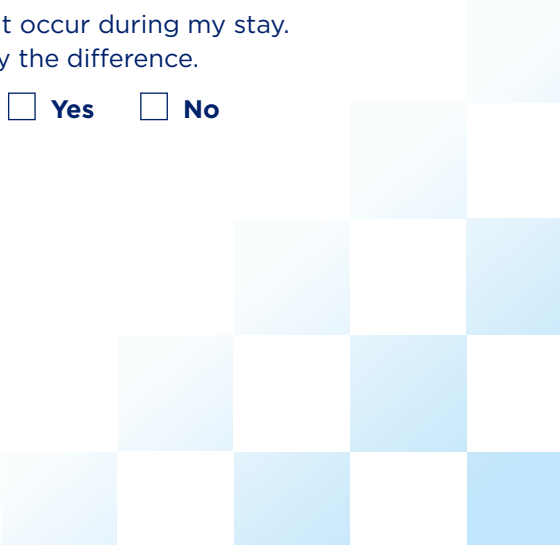 t occur during my stay.
y the difference.
Yes No